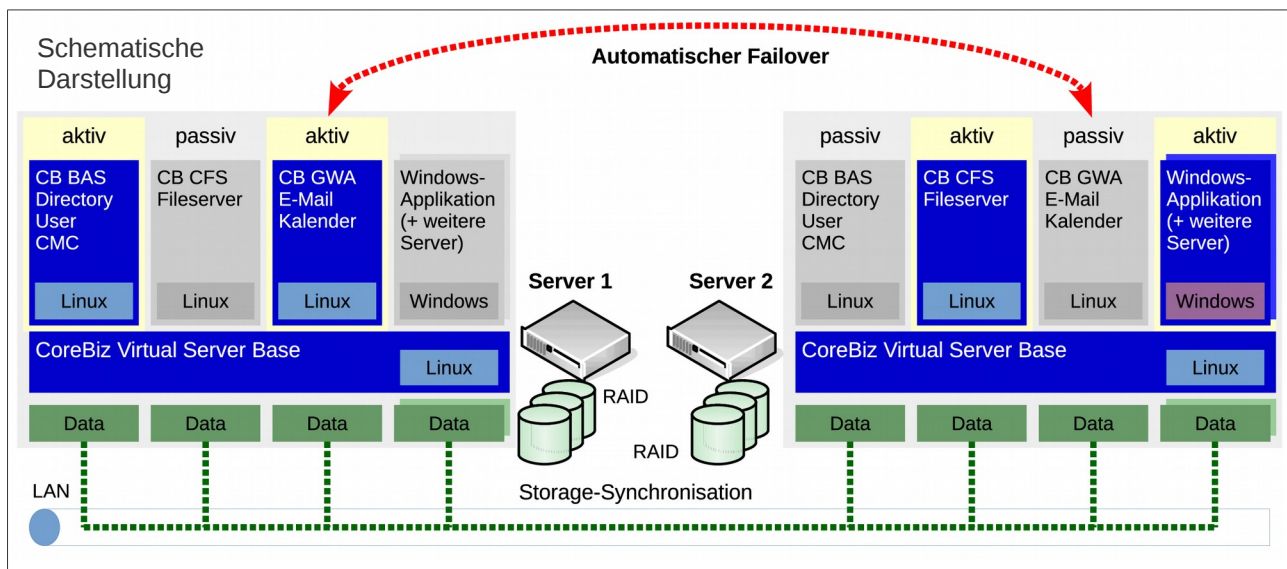 Schematische
Darstellung
Automatischer Failover
aktiv
passiv
aktiv
CB BAS
Directory
User
CMC
Linux
CB CFS
Fileserver
Linux
CB GWA
E-Mail
Kalender
Linux
Windows-
Applikation
(+ weitere
Server)
Windows
CoreBiz Virtual Server Base
Linux
Data
Data
Data
Data
Server 1
RAID
Server 2
RAID
passiv
aktiv
passiv
aktiv
CB BAS
Directory
User
CMC
Linux
CB CFS
Fileserver
Linux
CB GWA
E-Mail
Kalender
Linux
Windows-
Applikation
(+ weitere
Server)
Windows
CoreBiz Virtual Server Base
Linux
Data
Data
Data
Data
LAN
Storage-Synchronisation